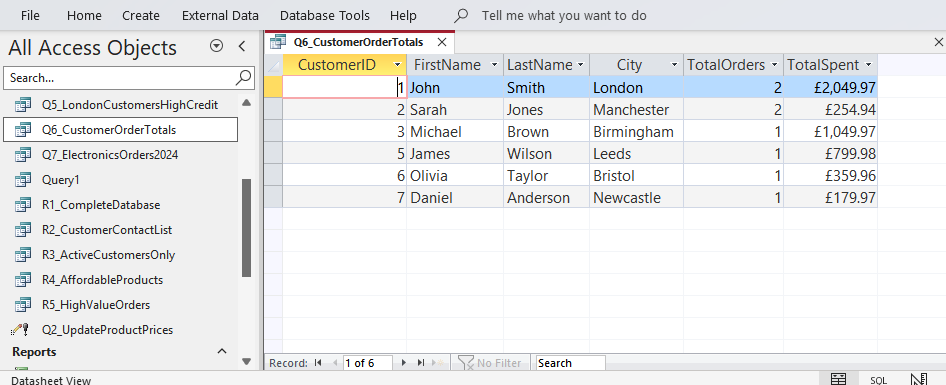 File Home Create External Data Database Tools Help Tell me what you want to do
All Access Objects
Search...
Q5_LondonCustomersHighCredit
Q6_CustomerOrderTotals
Q7_ElectronicsOrders2024
Query1
R1_CompleteDatabase
R2_CustomerContactList
R3_ActiveCustomersOnly
R4_AffordableProducts
R5_HighValueOrders
Q2_UpdateProductPrices
Reports
Q6_CustomerOrderTotals
CustomerID FirstName LastName City TotalOrders TotalSpent
1 John Smith London 2 £2,049.97
2 Sarah Jones Manchester 2 £254.94
3 Michael Brown Birmingham 1 £1,049.97
5 James Wilson Leeds 1 £799.98
6 Olivia Taylor Bristol 1 £359.96
7 Daniel Anderson Newcastle 1 £179.97
Record: 1 of 6 No Filter Search
Datasheet View SQL